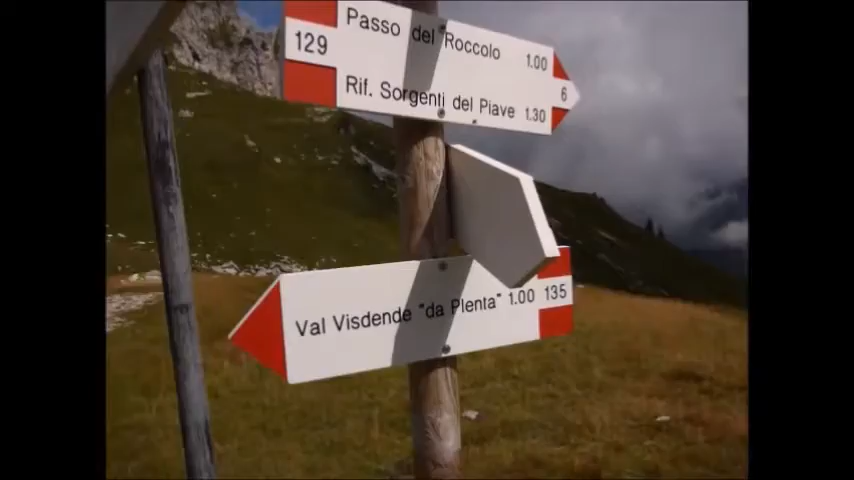 129 Passo del Roccolo 1.00
Rif. Sorgenti del Piave 1.30 6
Val Visdende "da Plenta" 1.00 135